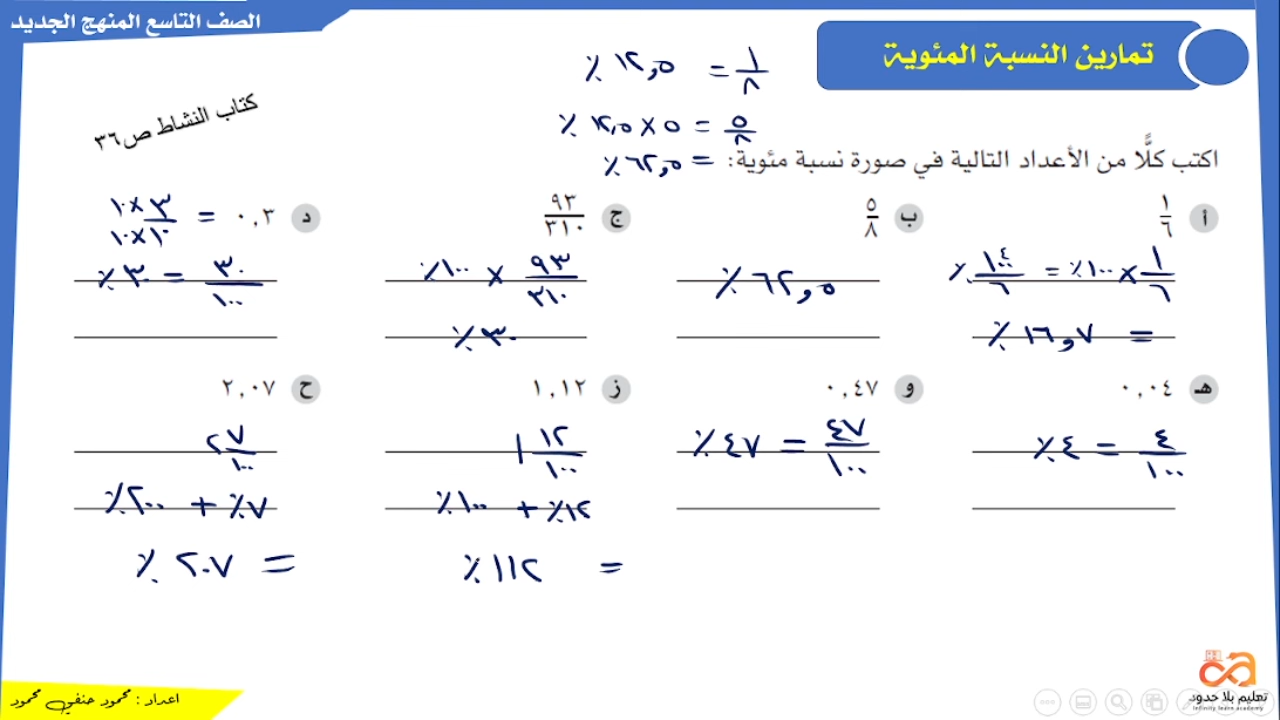 الصف التاسع المنهج الجديد
تمارين النسبة المئوية
كتاب النشاط ص٣٦
١/٨ = ١٢,٥ ٪
٥/٨ = ٥ × ١٢,٥ ٪
= ٦٢,٥ ٪
اكتب كلًّا من الأعداد التالية في صورة نسبة مئوية:
أ ١/٦
١/٦ × ١٠٠٪ = ١٠٠/٦ ٪
= ١٦,٧ ٪
ب ٥/٨
٦٢,٥ ٪
ج ٩٣/٣١٠
٩٣/٣١٠ × ١٠٠٪
٣٠٪
د ٠,٣ = ٣×١٠/١٠×١٠
٣٠/١٠٠ = ٣٠٪
هـ ٠,٠٤
٤/١٠٠ = ٤٪
و ٠,٤٧
٤٧/١٠٠ = ٤٧٪
ز ١,١٢
١ ١٢/١٠٠
١٢٪ + ١٠٠٪
= ١١٢٪
ح ٢,٠٧
٢ ٧/١٠٠
٧٪ + ٢٠٠٪
= ٢٠٧ ٪
اعداد : محمود حنفي محمود
تعليم بلا حدود
Infinity learn academy